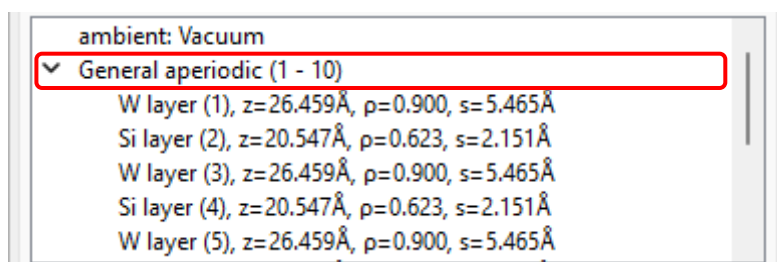 ambient: Vacuum
General aperiodic (1 - 10)
W layer (1), z=26.459Å, ρ=0.900, s=5.465Å
Si layer (2), z=20.547Å, ρ=0.623, s=2.151Å
W layer (3), z=26.459Å, ρ=0.900, s=5.465Å
Si layer (4), z=20.547Å, ρ=0.623, s=2.151Å
W layer (5), z=26.459Å, ρ=0.900, s=5.465Å